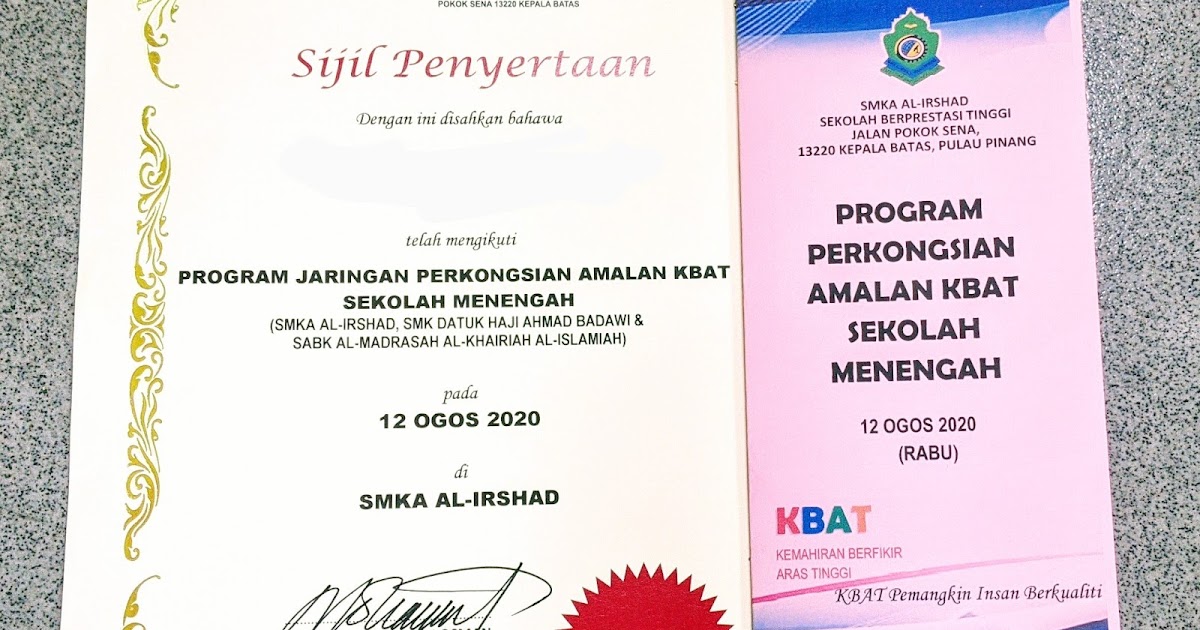 POKOK SENA 13220 KEPALA BATAS
Sijil Penyertaan
Dengan ini disahkan bahawa
telah mengikuti
PROGRAM JARINGAN PERKONGSIAN AMALAN KBAT
SEKOLAH MENENGAH
(SMKA AL-IRSHAD, SMK DATUK HAJI AHMAD BADAWI &
SABK AL-MADRASAH AL-KHAIRIAH AL-ISLAMIAH)
pada
12 OGOS 2020
di
SMKA AL-IRSHAD
SMKA AL-IRSHAD
SEKOLAH BERPRESTASI TINGGI
JALAN POKOK SENA,
13220 KEPALA BATAS, PULAU PINANG
PROGRAM
PERKONGSIAN
AMALAN KBAT
SEKOLAH
MENENGAH
12 OGOS 2020
(RABU)
KBAT
KEMAHIRAN BERFIKIR
ARAS TINGGI
KBAT Pemangkin Insan Berkualiti